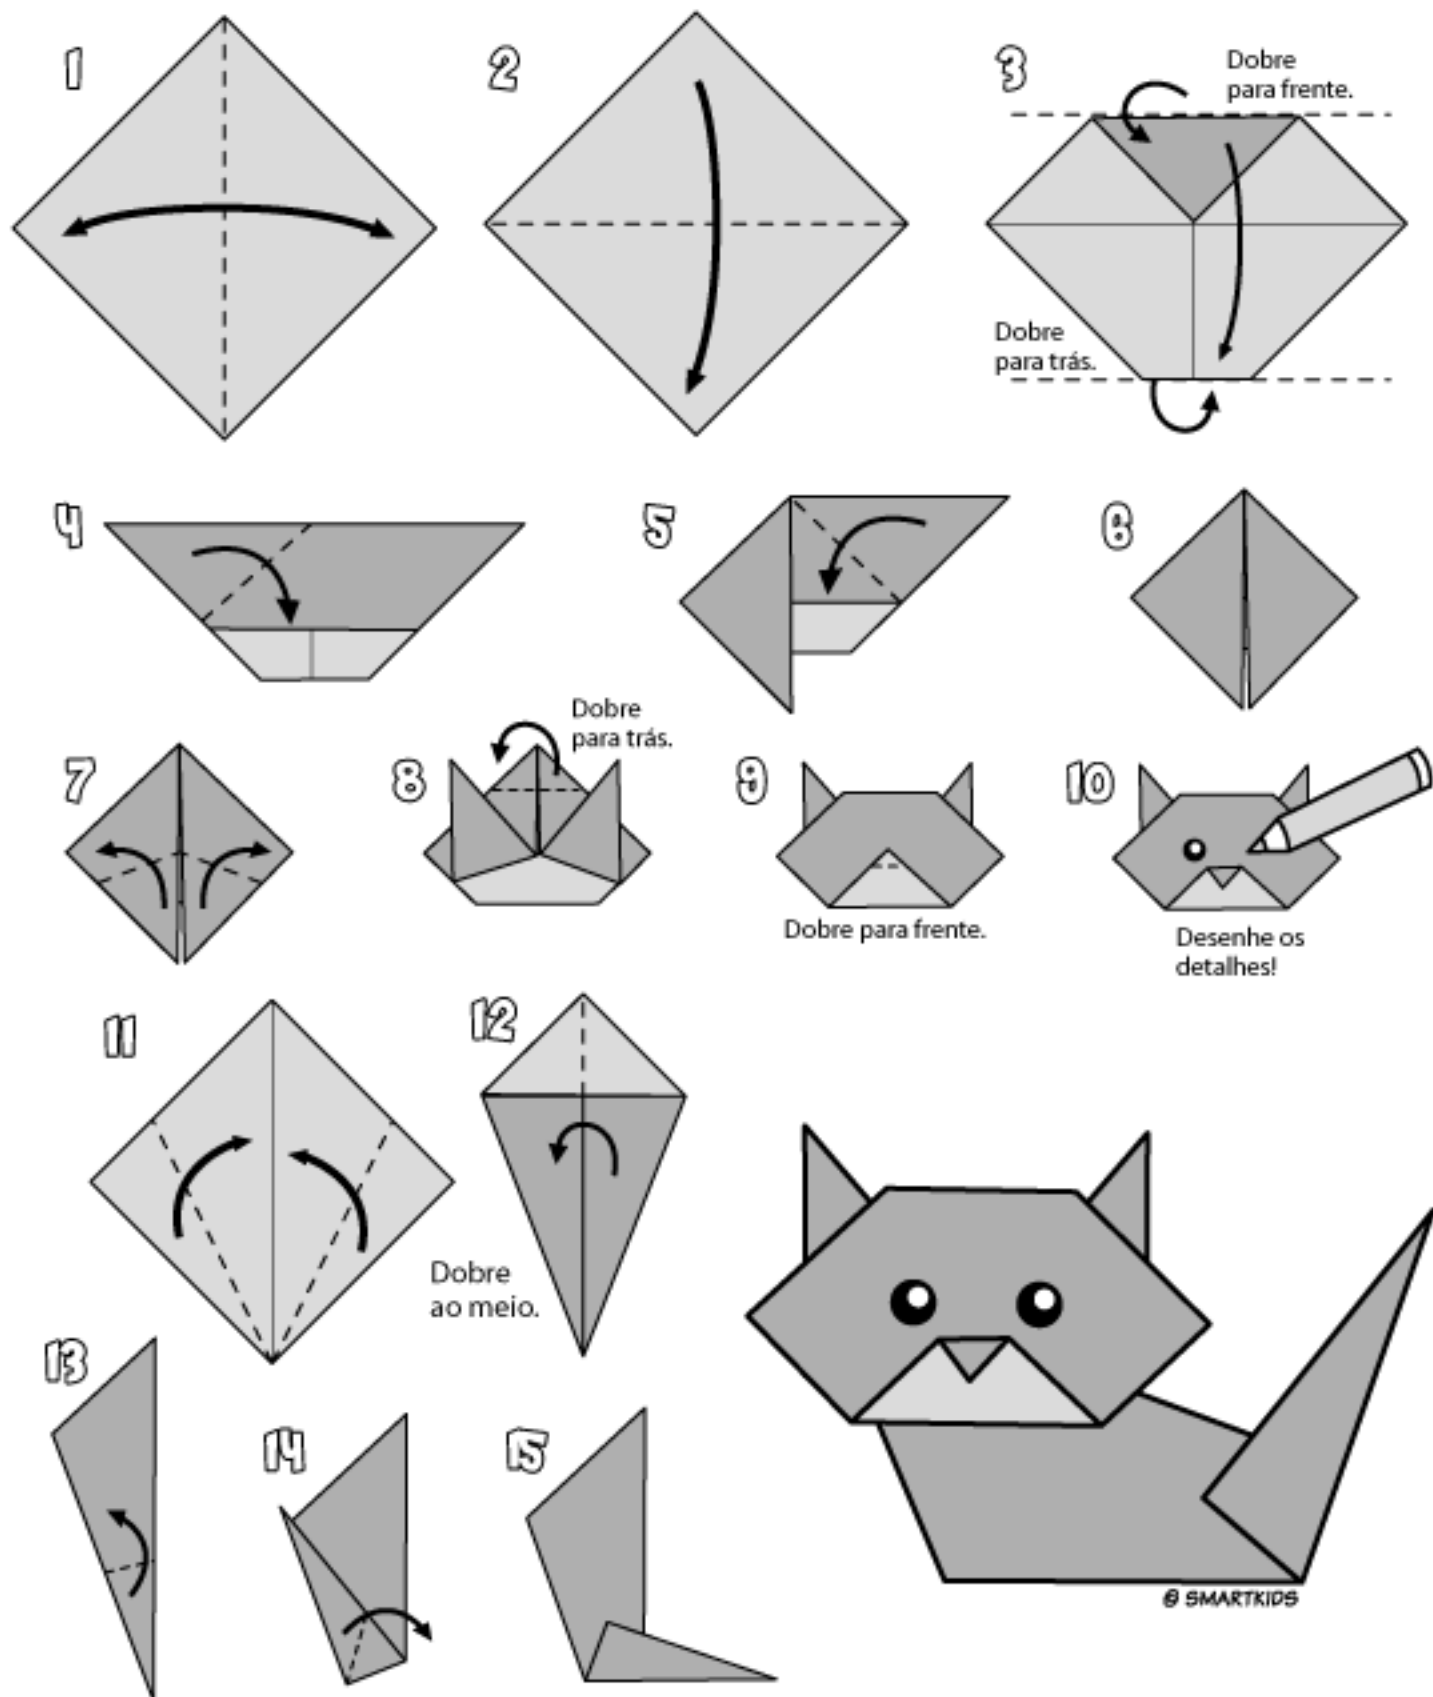 1
2
3
Dobre
para frente.
Dobre
para trás.
4
5
6
7
8
Dobre
para trás.
9
Dobre para frente.
10
Desenhe os
detalhes!
11
12
Dobre
ao meio.
13
14
15
© SMARTKIDS